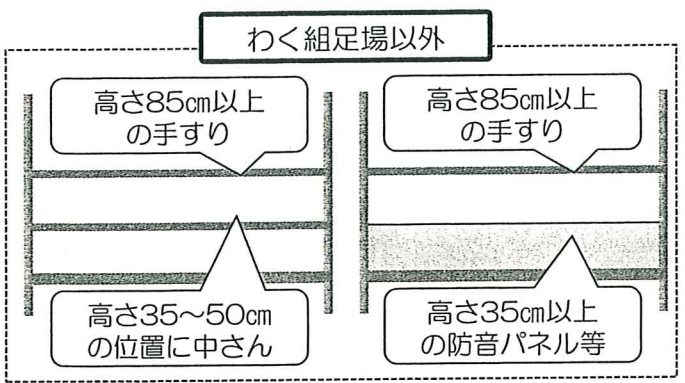 わく組足場以外
高さ85cm以上
の手すり
高さ85cm以上
の手すり
高さ35〜50cm
の位置に中さん
高さ35cm以上
の防音パネル等